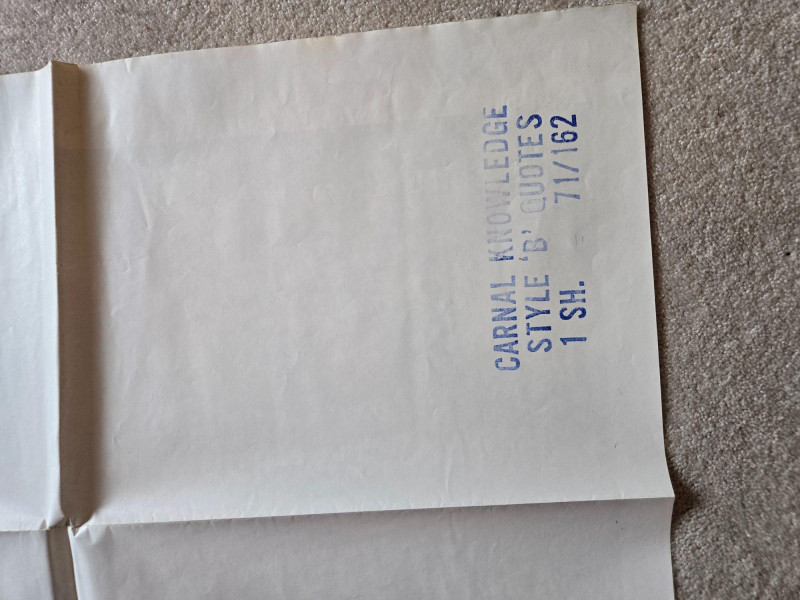 CARNAL KNOWLEDGE
STYLE 'B' QUOTES
1 SH. 71/162